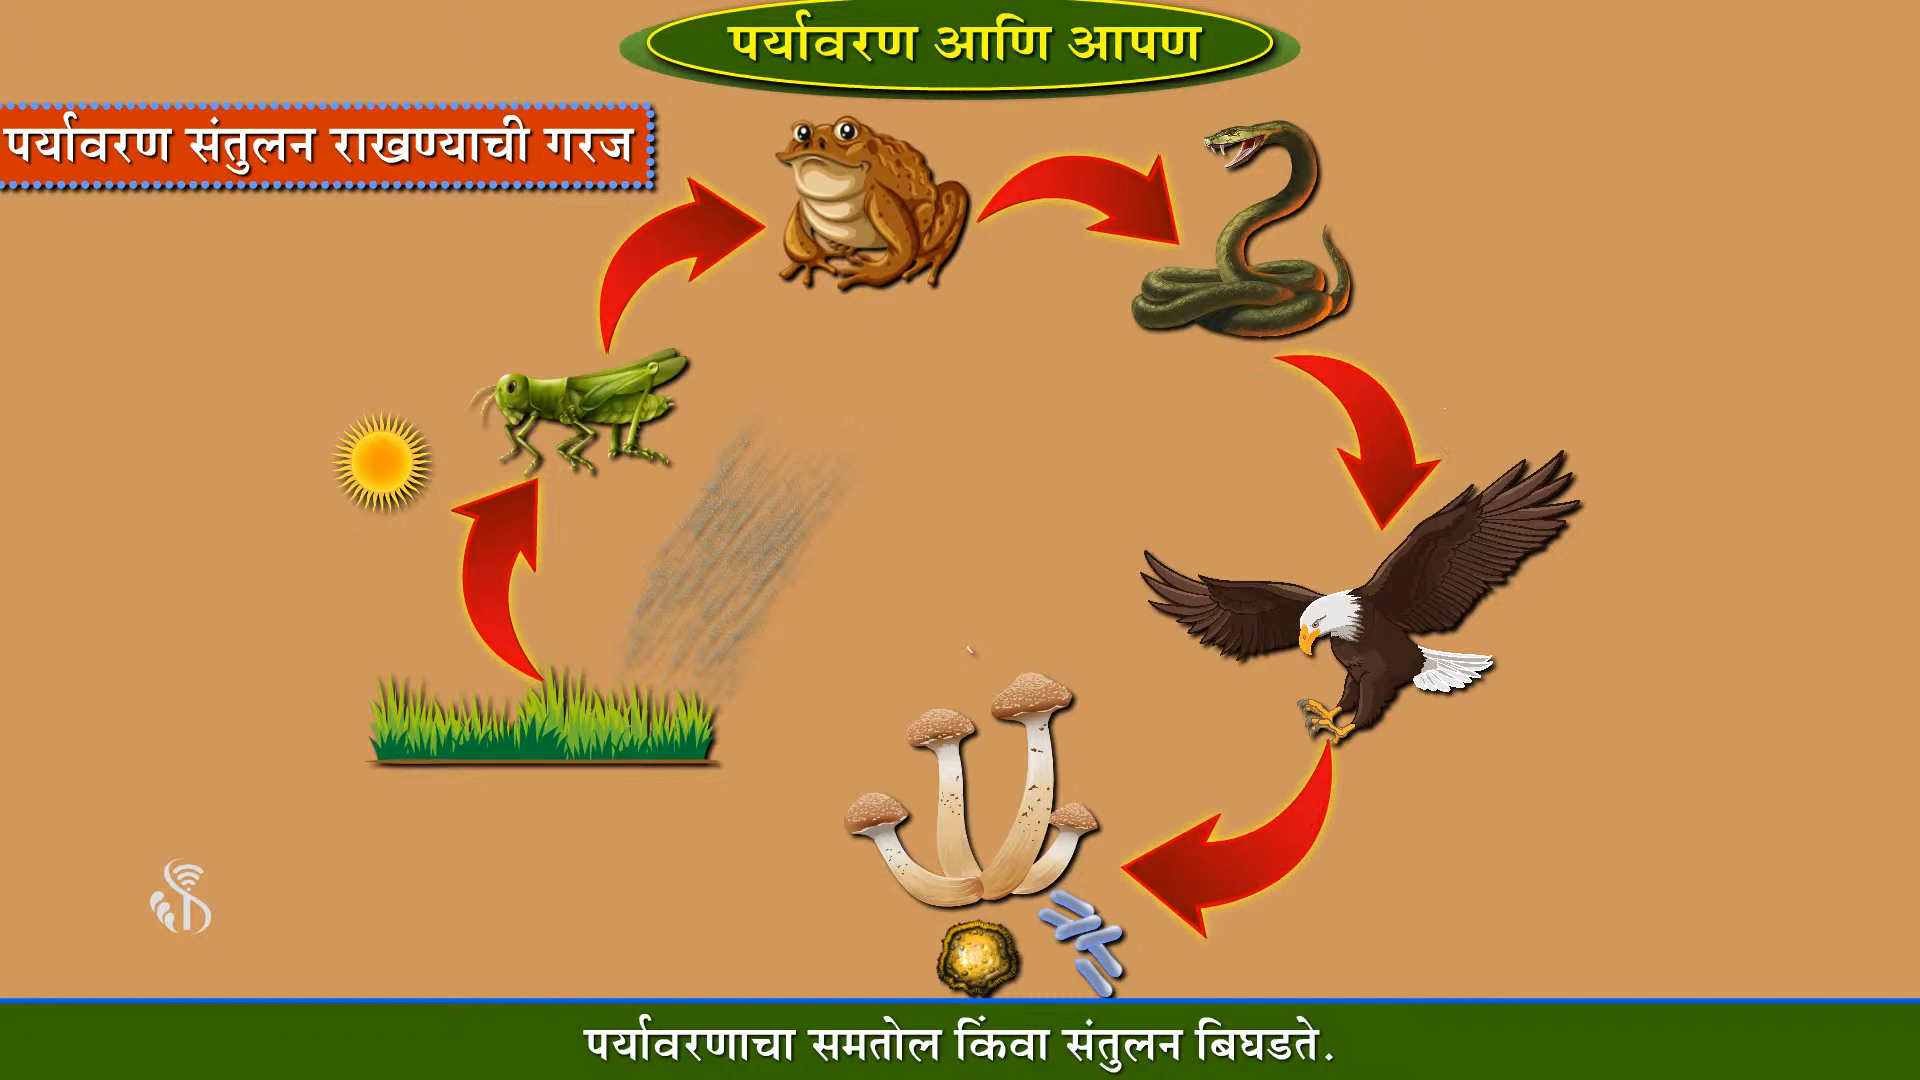 पर्यावरण आणि आपण
पर्यावरण संतुलन राखण्याची गरज
पर्यावरणाचा समतोल किंवा संतुलन बिघडते.